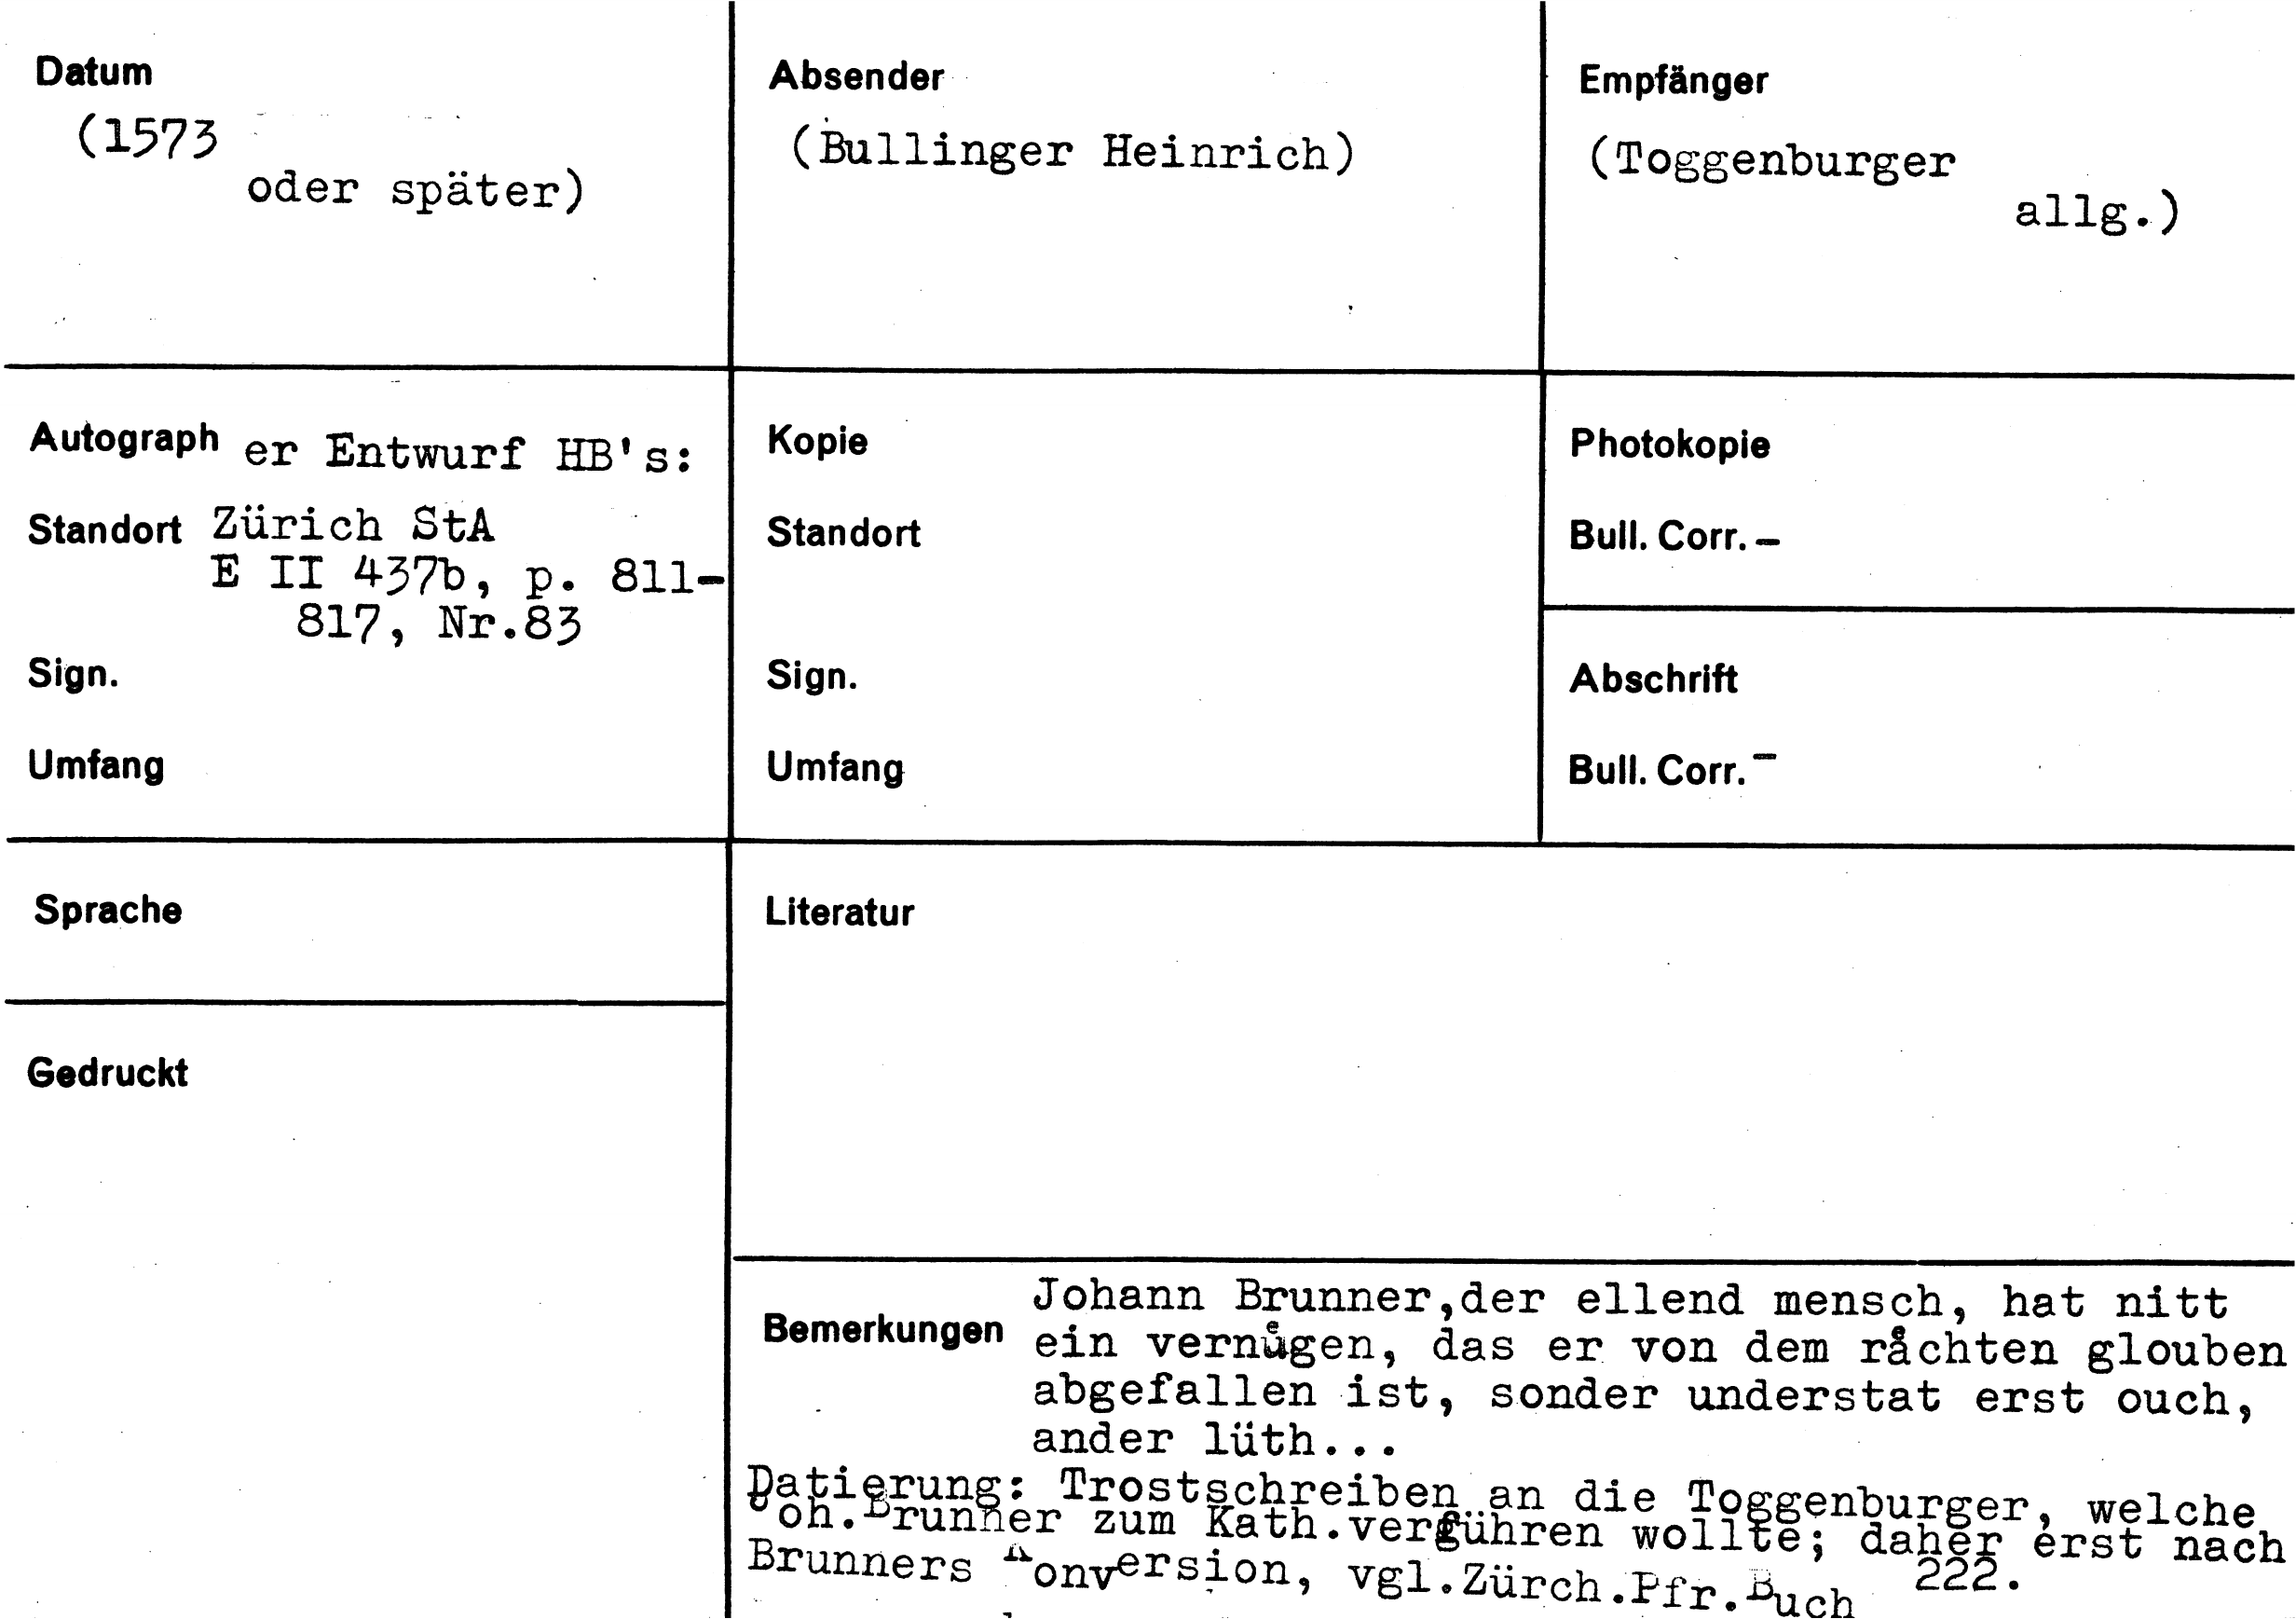 Datum
(1573
oder später)
Absender
(Bullinger Heinrich)
Empfänger
(Toggenburger
allg.)
Autograph er Entwurf HB's:
Standort Zürich StA
E II 437b, p. 811-
817, Nr.83
Sign.
Umfang
Kopie
Standort
Sign.
Umfang
Photokopie
Bull. Corr. -
Abschrift
Bull. Corr. -
Sprache
Gedruckt
Literatur
Bemerkungen
Johann Brunner,der ellend mensch, hat nitt
ein vernuͤgen, das er von dem raͤchten glouben
abgefallen ist, sonder understat erst ouch,
ander lüth...
Datierung: Trostschreiben an die Toggenburger, welche
Joh.Brunner zum Kath.verführen wollte; daher erst nach
Brunners Konversion, vgl.Zürch.Pfr.Buch 222.